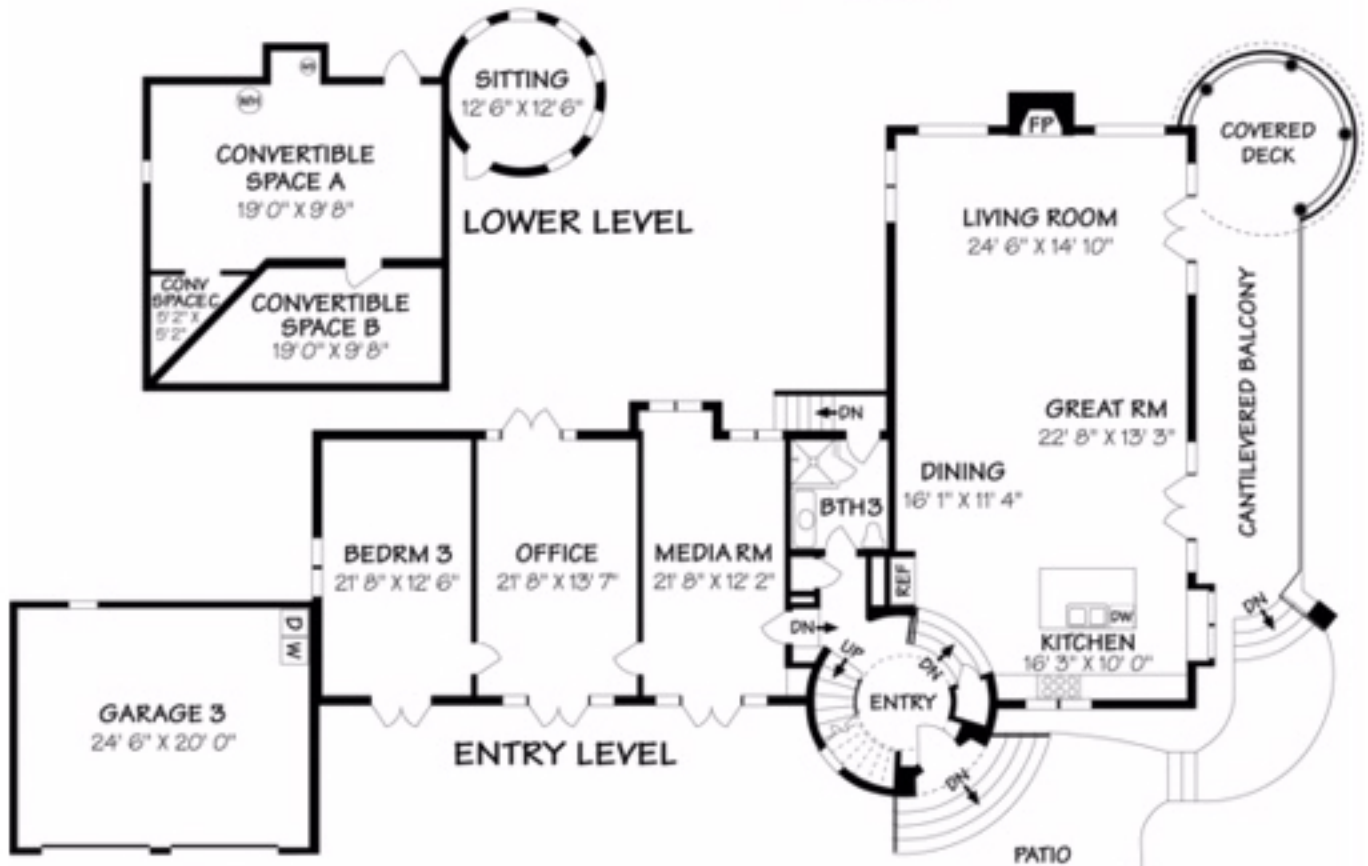 SITTING
12' 6" X 12' 6"
WH
CONVERTIBLE
SPACE A
19' 0" X 9' 8"
LOWER LEVEL
CONV
SPACE C
5' 2" X
5' 2"
CONVERTIBLE
SPACE B
19' 0" X 9' 8"
FP
COVERED
DECK
LIVING ROOM
24' 6" X 14' 10"
CANTILEVERED BALCONY
GREAT RM
22' 8" X 13' 3"
DN
DINING
16' 1" X 11' 4"
BTH 3
BEDRM 3
21' 8" X 12' 6"
OFFICE
21' 8" X 13' 7"
MEDIA RM
21' 8" X 12' 2"
REF
DW
DN
DN
UP
DN
KITCHEN
16' 3" X 10' 0"
D
W
ENTRY
GARAGE 3
24' 6" X 20' 0"
ENTRY LEVEL
DN
PATIO